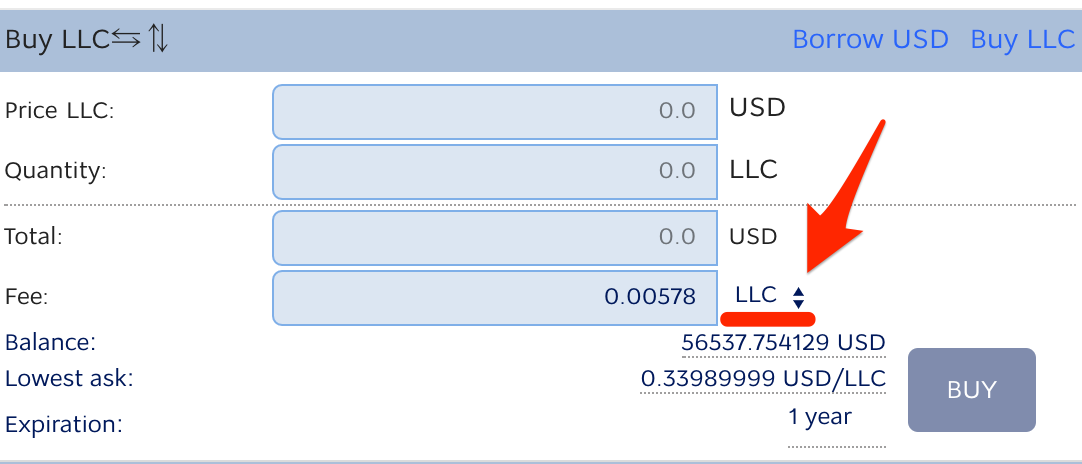 Buy LLC⇆ ⇅ Borrow USD Buy LLC
Price LLC: 0.0 USD
Quantity: 0.0 LLC
Total: 0.0 USD
Fee: 0.00578 LLC
Balance: 56537.754129 USD
Lowest ask: 0.33989999 USD/LLC
Expiration: 1 year
BUY